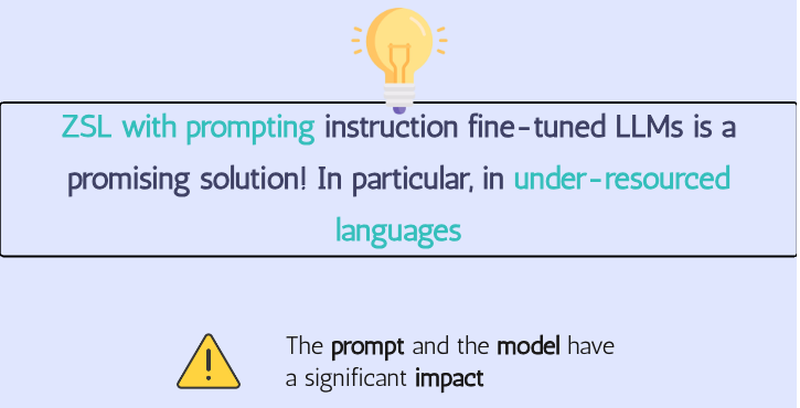 ZSL with prompting instruction fine-tuned LLMs is a
promising solution! In particular, in under-resourced
languages
The prompt and the model have
a significant impact